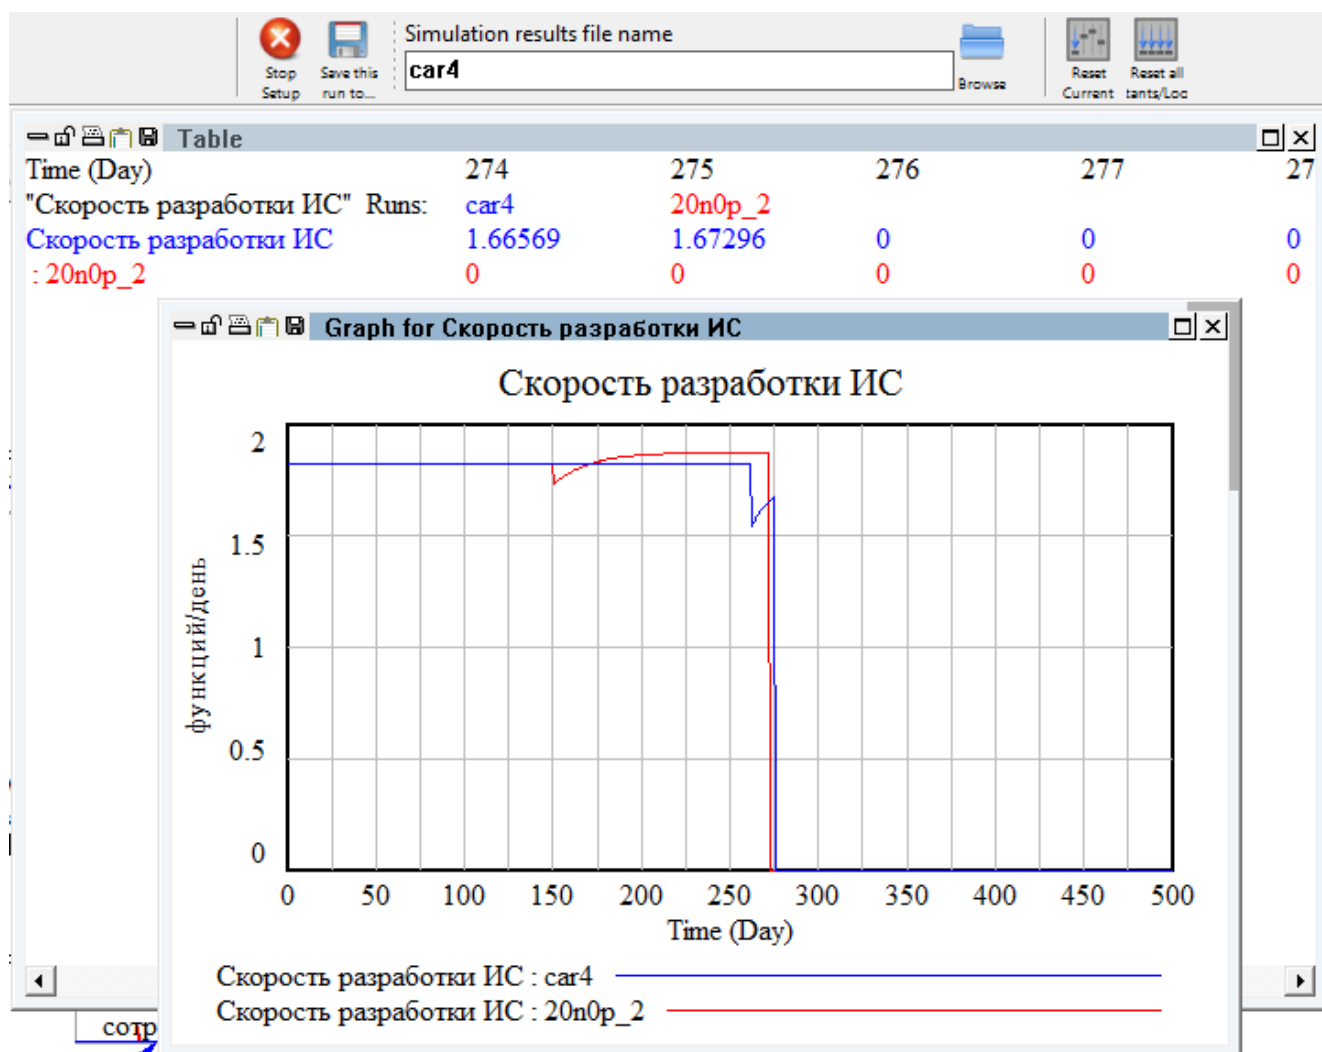 Simulation results file name
car4
Stop Setup
Save this run to...
Browse
Reset Current
Reset all tants/Loc
Table
Time (Day) 274 275 276 277 27
"Скорость разработки ИС" Runs: car4 20n0p_2
Скорость разработки ИС 1.66569 1.67296 0 0 0
: 20n0p_2 0 0 0 0 0
Graph for Скорость разработки ИС
Скорость разработки ИС
2
1.5
1
0.5
0
функций/день
0 50 100 150 200 250 300 350 400 450 500
Time (Day)
Скорость разработки ИС : car4
Скорость разработки ИС : 20n0p_2
сотр